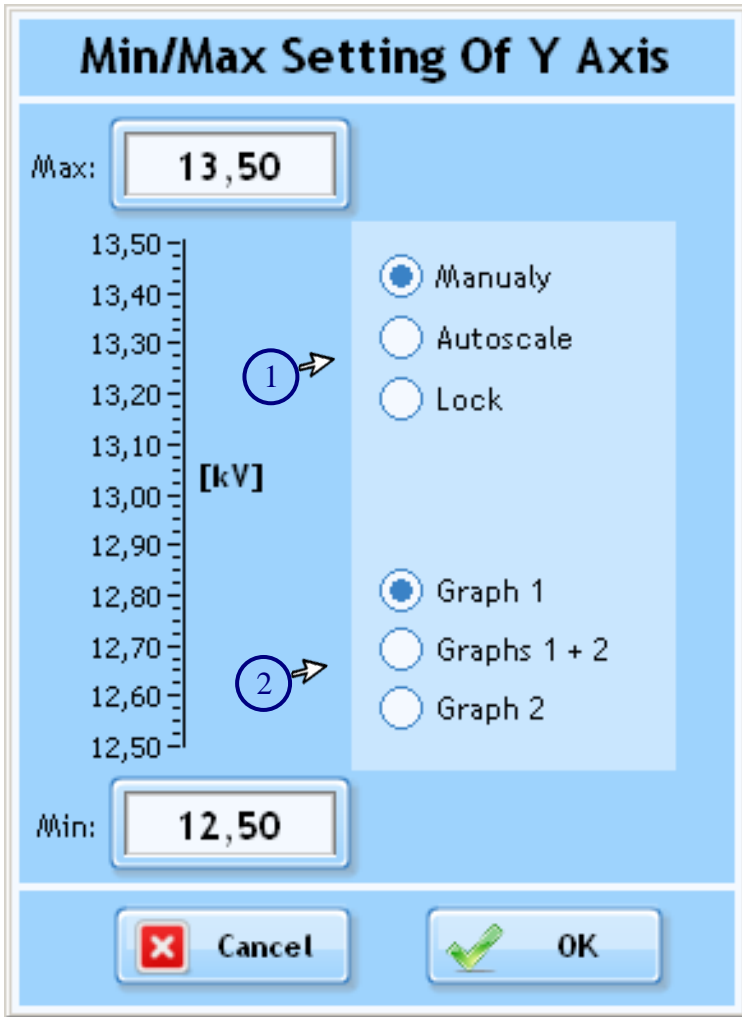 Min/Max Setting Of Y Axis
Max: 13,50
13,50
13,40
13,30
13,20
13,10
13,00
12,90
12,80
12,70
12,60
12,50
[kV]
1
Manualy
Autoscale
Lock
2
Graph 1
Graphs 1 + 2
Graph 2
Min: 12,50
Cancel
OK